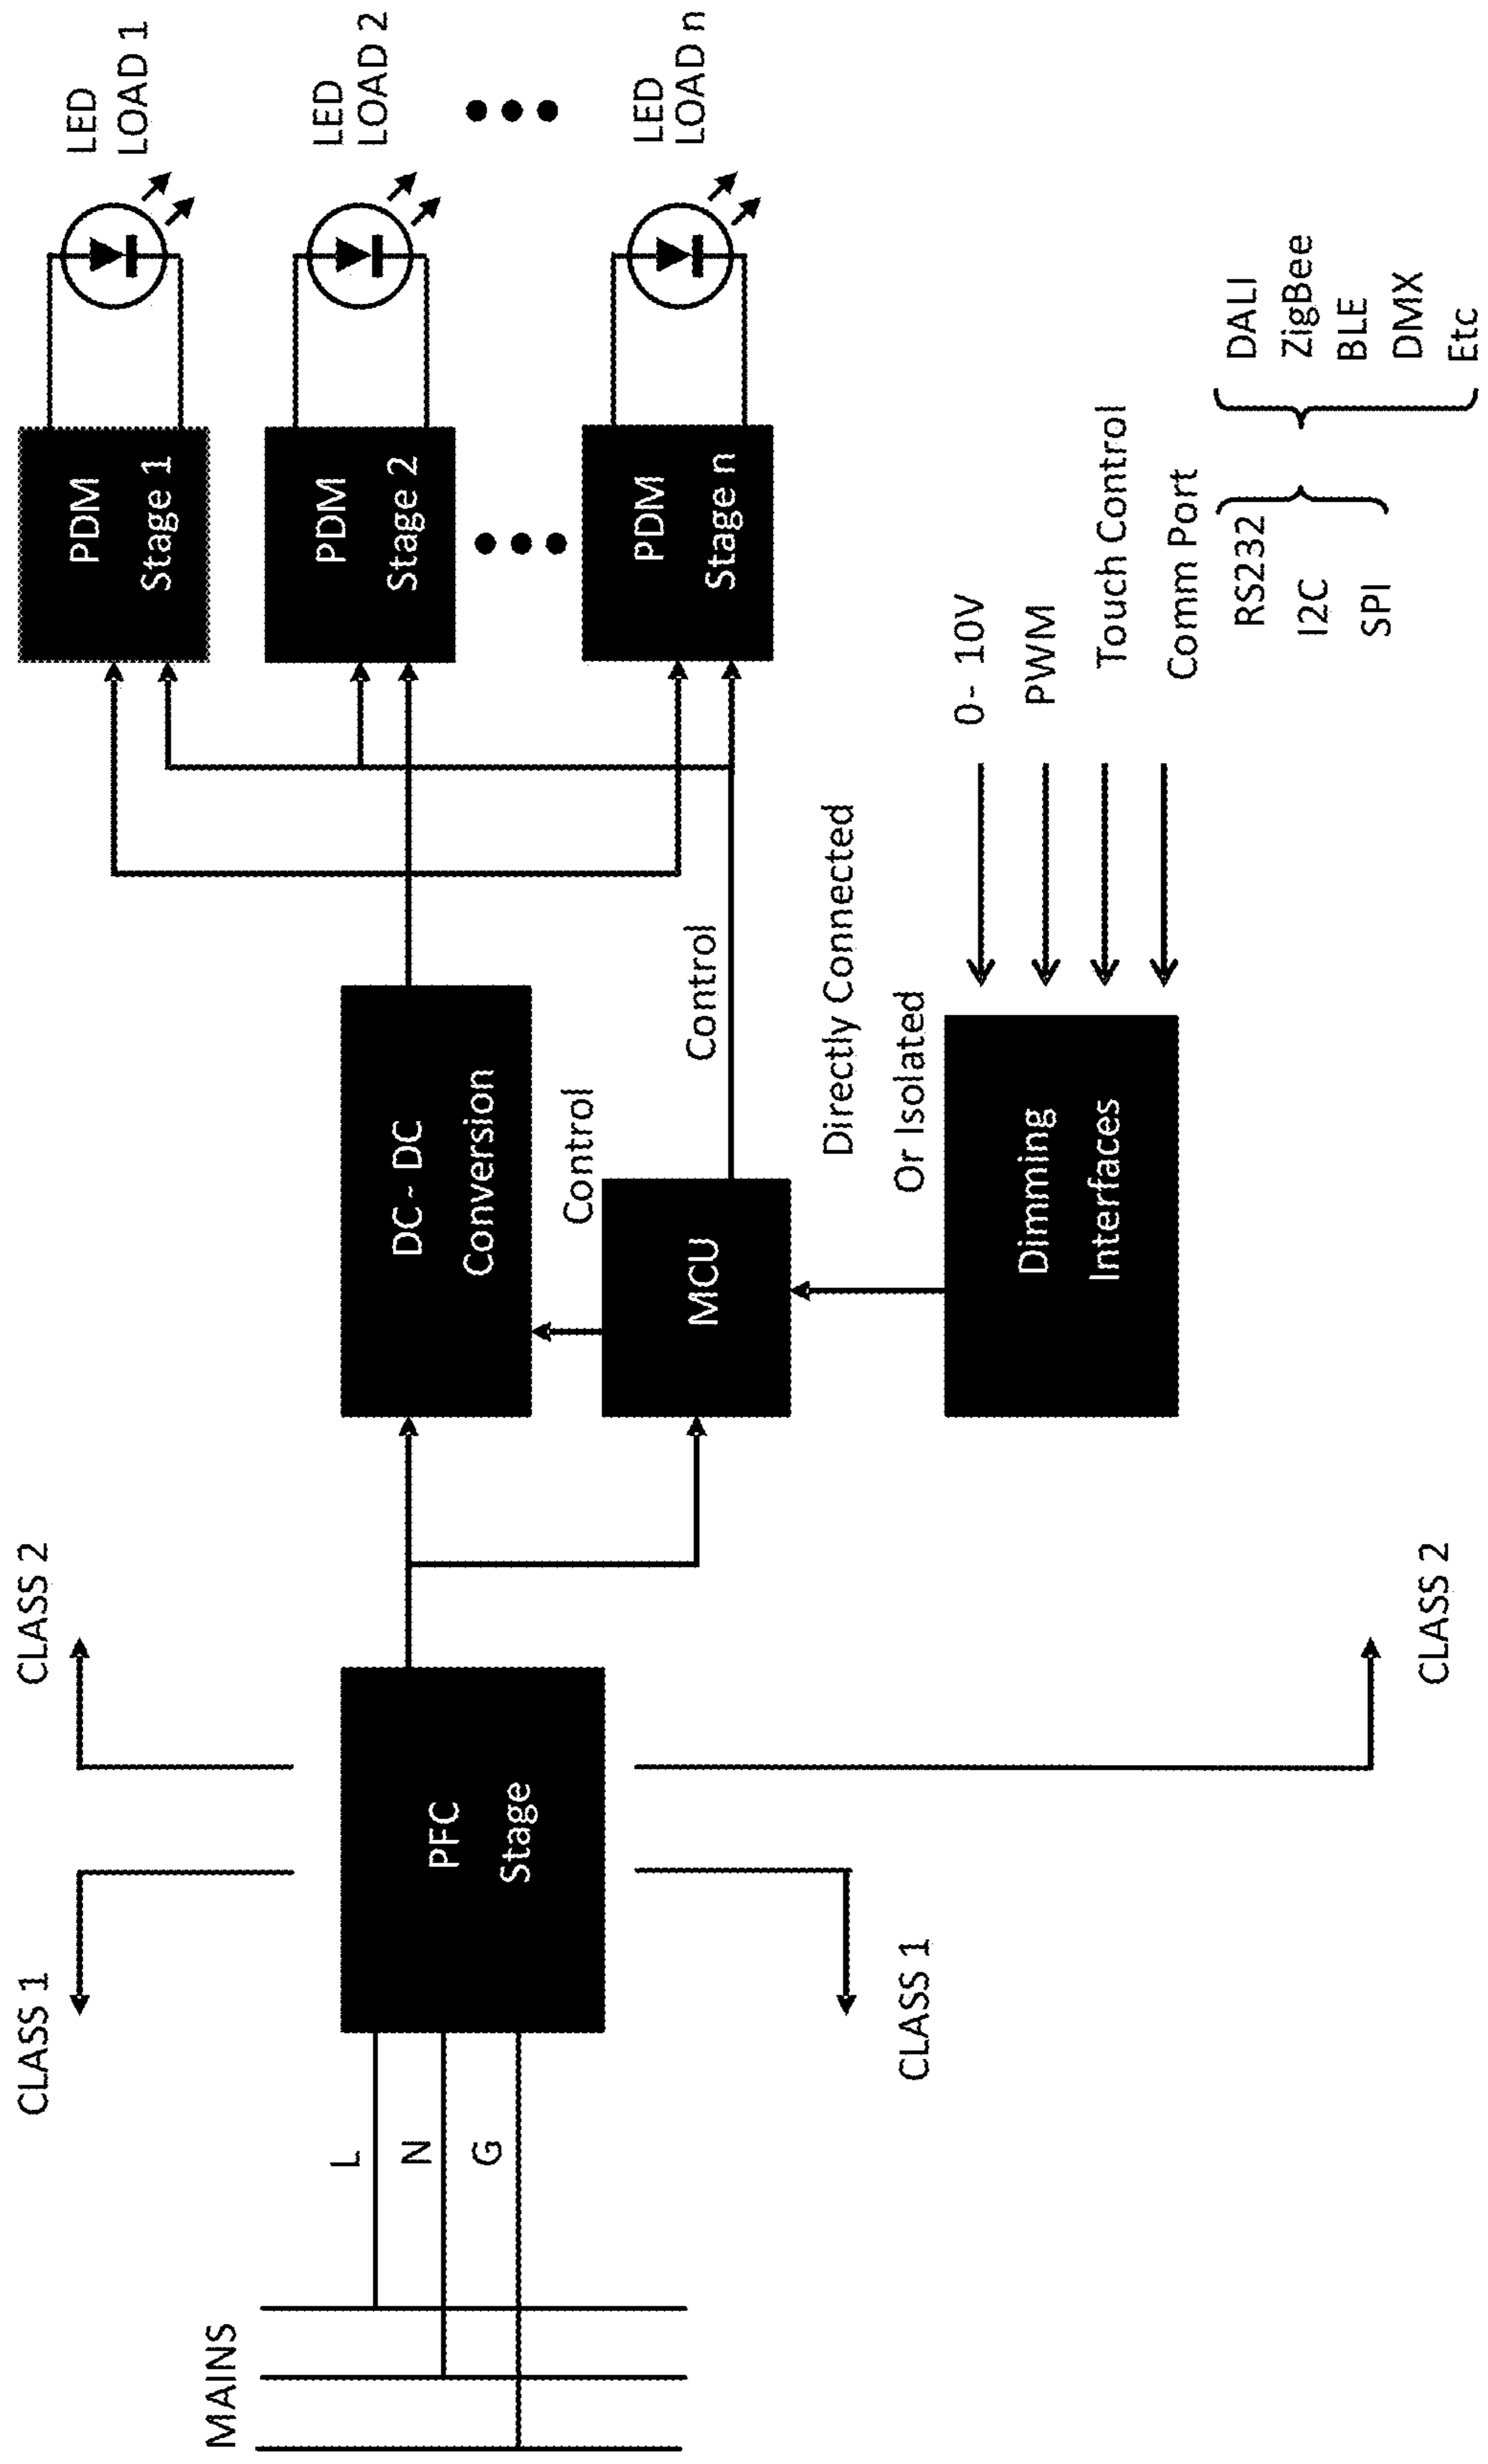 MAINS
L
N
G
CLASS 1
CLASS 2
PFC
Stage
CLASS 1
CLASS 2
DC ~ DC
Conversion
Control
MCU
Control
Directly Connected
Or Isolated
Dimming
Interfaces
0 - 10V
PWM
Touch Control
Comm Port
RS232
I2C
SPI
DALI
ZigBee
BLE
DMX
Etc
PDM
Stage 1
PDM
Stage 2
PDM
Stage n
LED
LOAD 1
LED
LOAD 2
LED
LOAD n